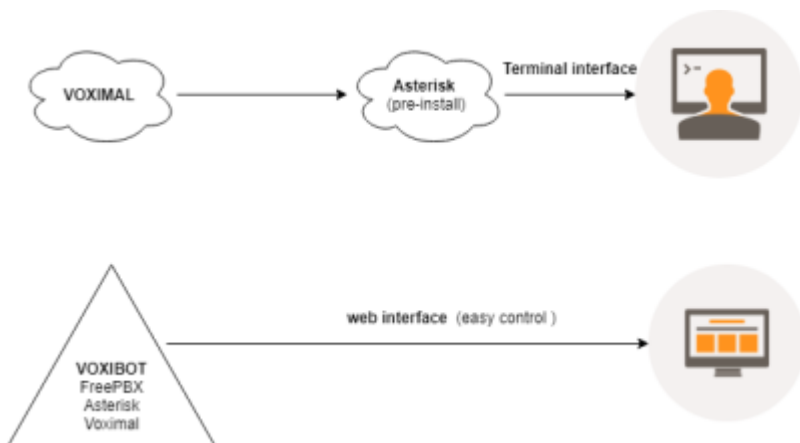 VOXIMAL
Asterisk
(pre-install)
Terminal interface
>-
web interface (easy control )
VOXIBOT
FreePBX
Asterisk
Voximal